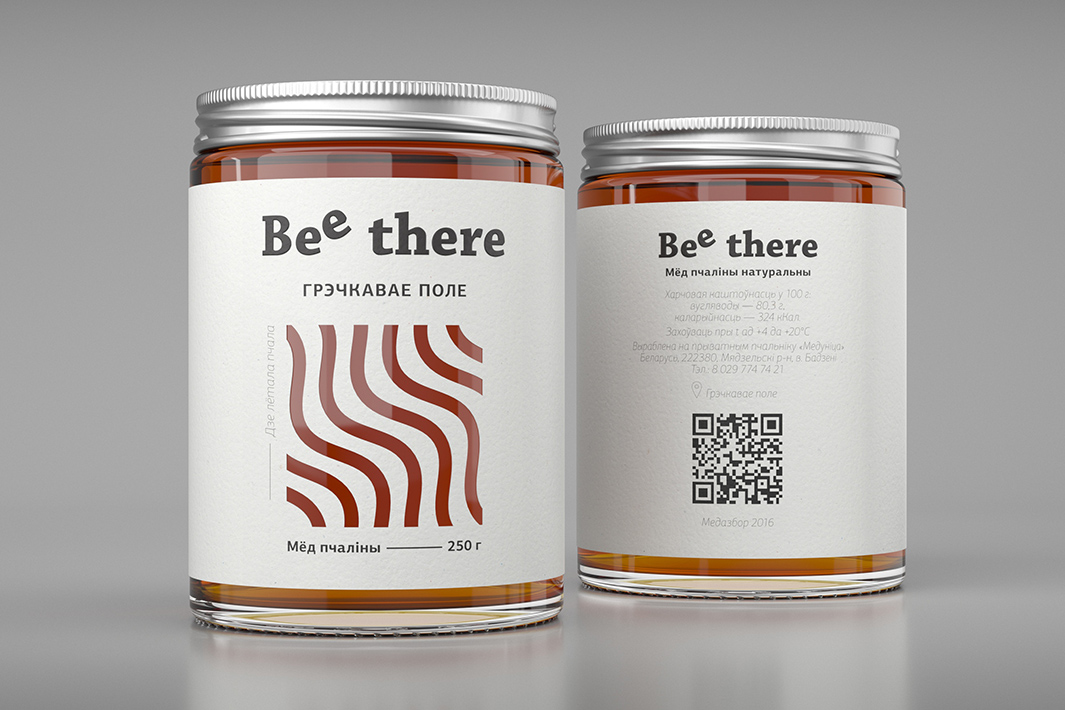 Bee there
ГРЭЧКАВАЕ ПОЛЕ
Дзе лётала пчала
Мёд пчаліны 250 г
Bee there
Мёд пчаліны натуральны
Харчовая каштоўнасць у 100 г:
вугляводы — 80,3 г,
каларыйнасць — 324 кКал.
Захоўваць пры t ад +4 да +20°C
Выраблена на прыватным пчальніку «Медуніца»
Беларусь, 222380, Мядзельскі р-н, в. Бадзені
Тэл.: 8 029 774 74 21
Грэчкавае поле
Медазбор 2016